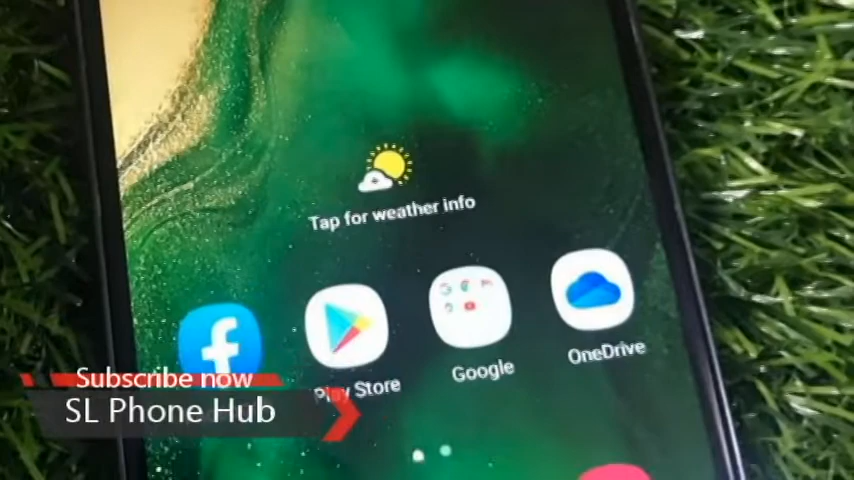 Tap for weather info
Play Store
Google
OneDrive
Subscribe now
SL Phone Hub